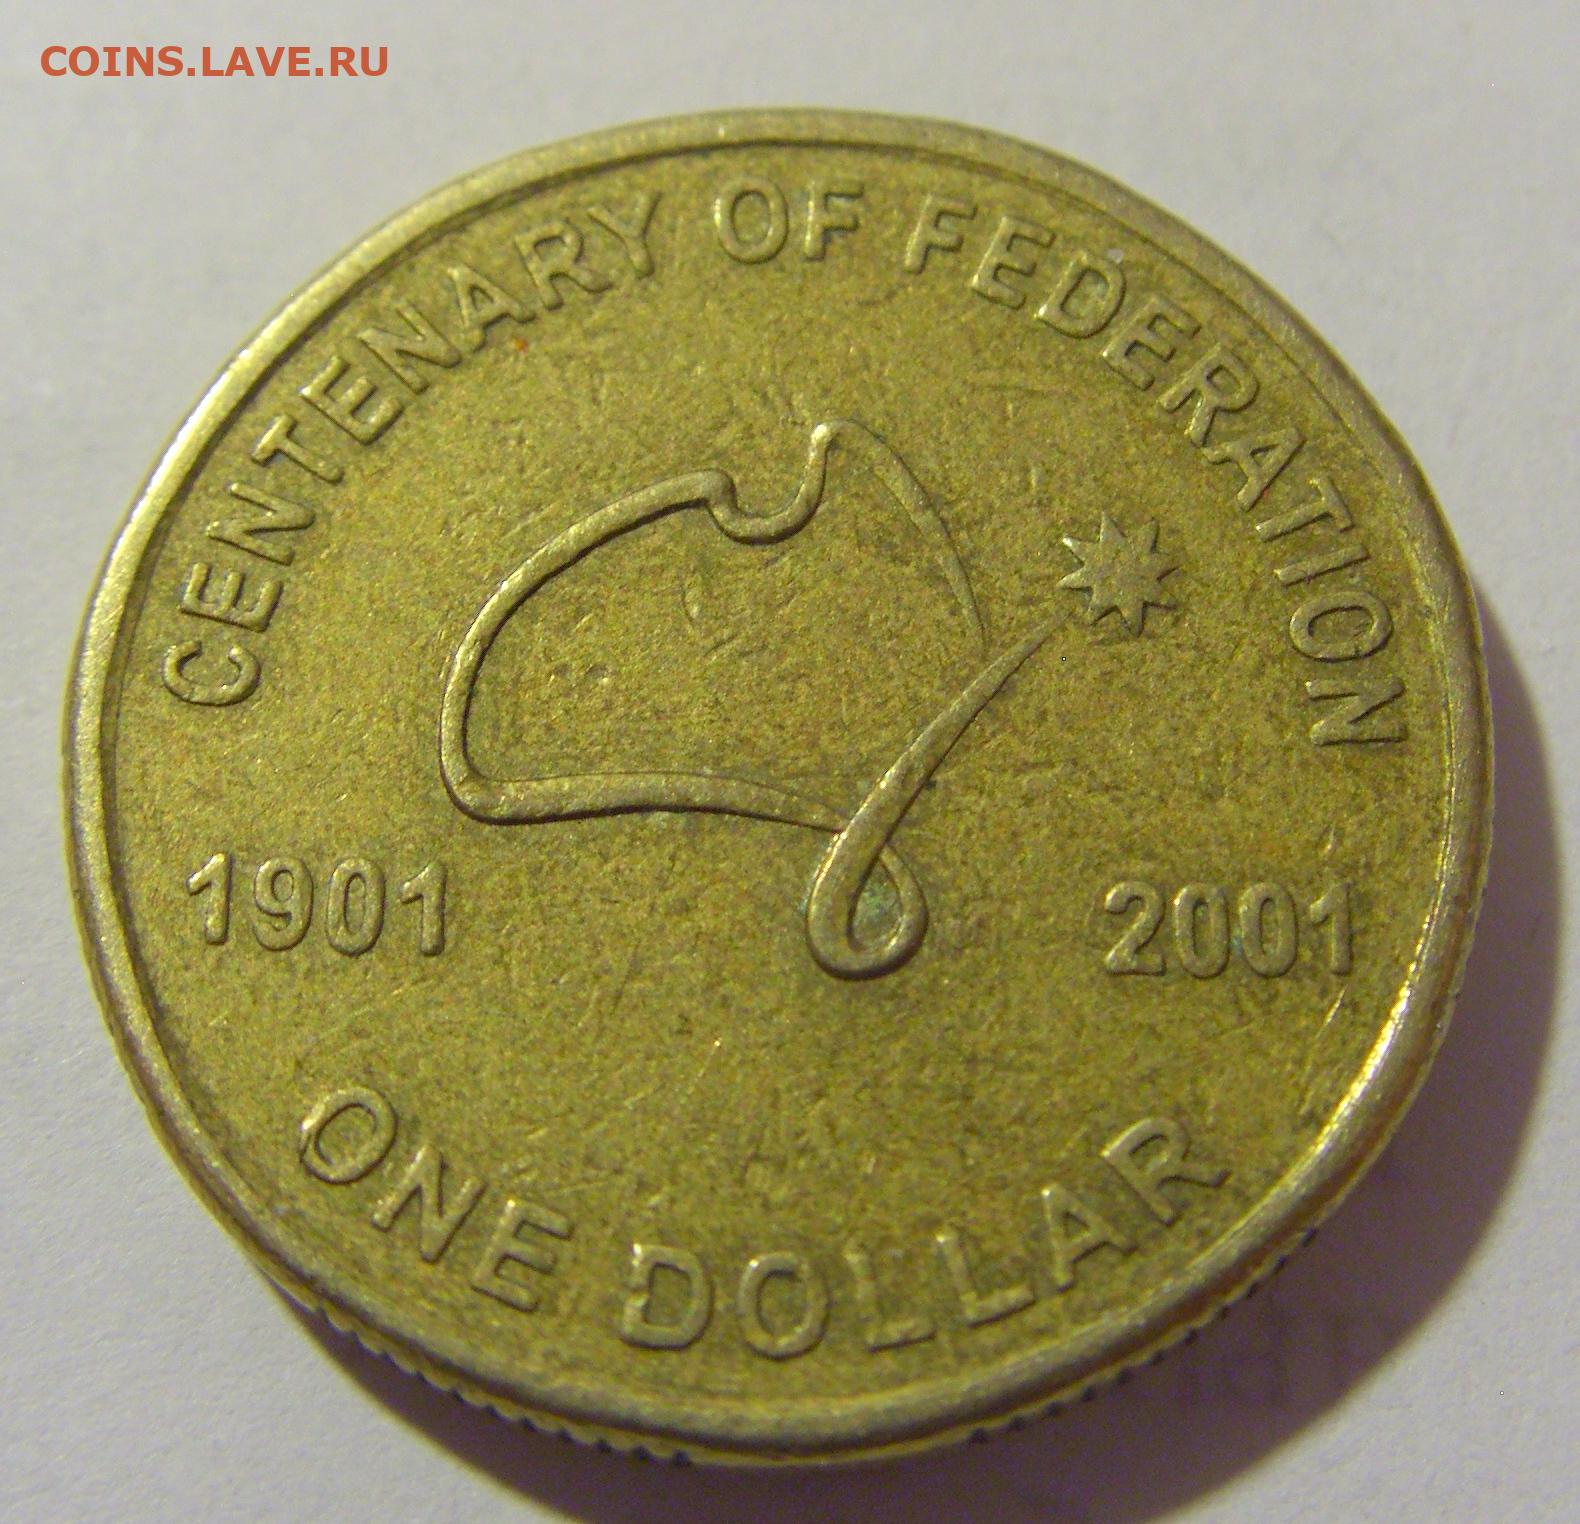 COINS.LAVE.RU
CENTENARY OF FEDERATION
1901 2001
ONE DOLLAR